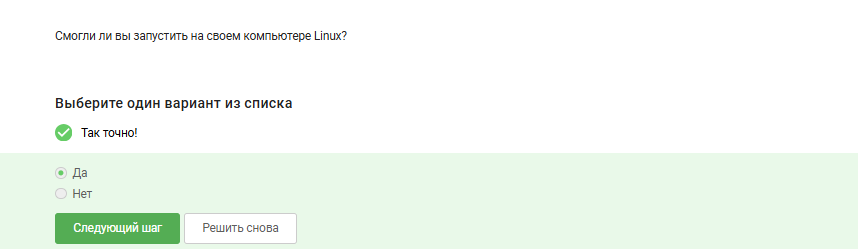 Смогли ли вы запустить на своем компьютере Linux?
Выберите один вариант из списка
Так точно!
Да
Нет
Следующий шаг Решить снова